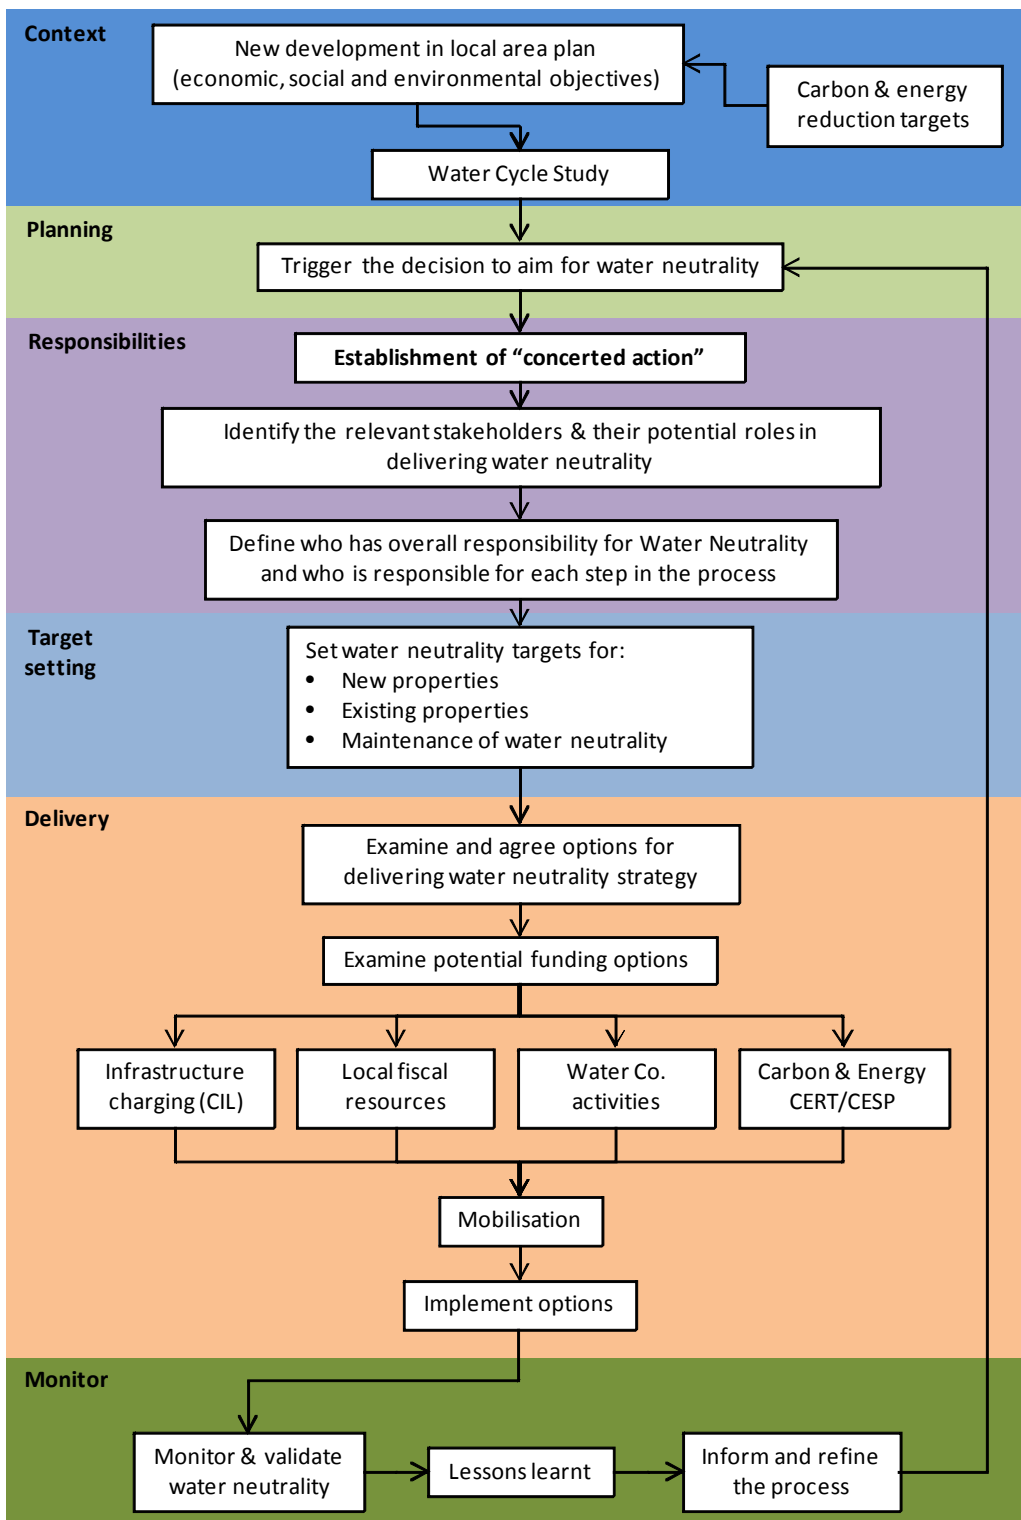 Context
New development in local area plan
(economic, social and environmental objectives)
Carbon & energy
reduction targets
Water Cycle Study
Planning
Trigger the decision to aim for water neutrality
Responsibilities
Establishment of “concerted action”
Identify the relevant stakeholders & their potential roles in
delivering water neutrality
Define who has overall responsibility for Water Neutrality
and who is responsible for each step in the process
Target
setting
Set water neutrality targets for:
• New properties
• Existing properties
• Maintenance of water neutrality
Delivery
Examine and agree options for
delivering water neutrality strategy
Examine potential funding options
Infrastructure
charging (CIL)
Local fiscal
resources
Water Co.
activities
Carbon & Energy
CERT/CESP
Mobilisation
Implement options
Monitor
Monitor & validate
water neutrality
Lessons learnt
Inform and refine
the process